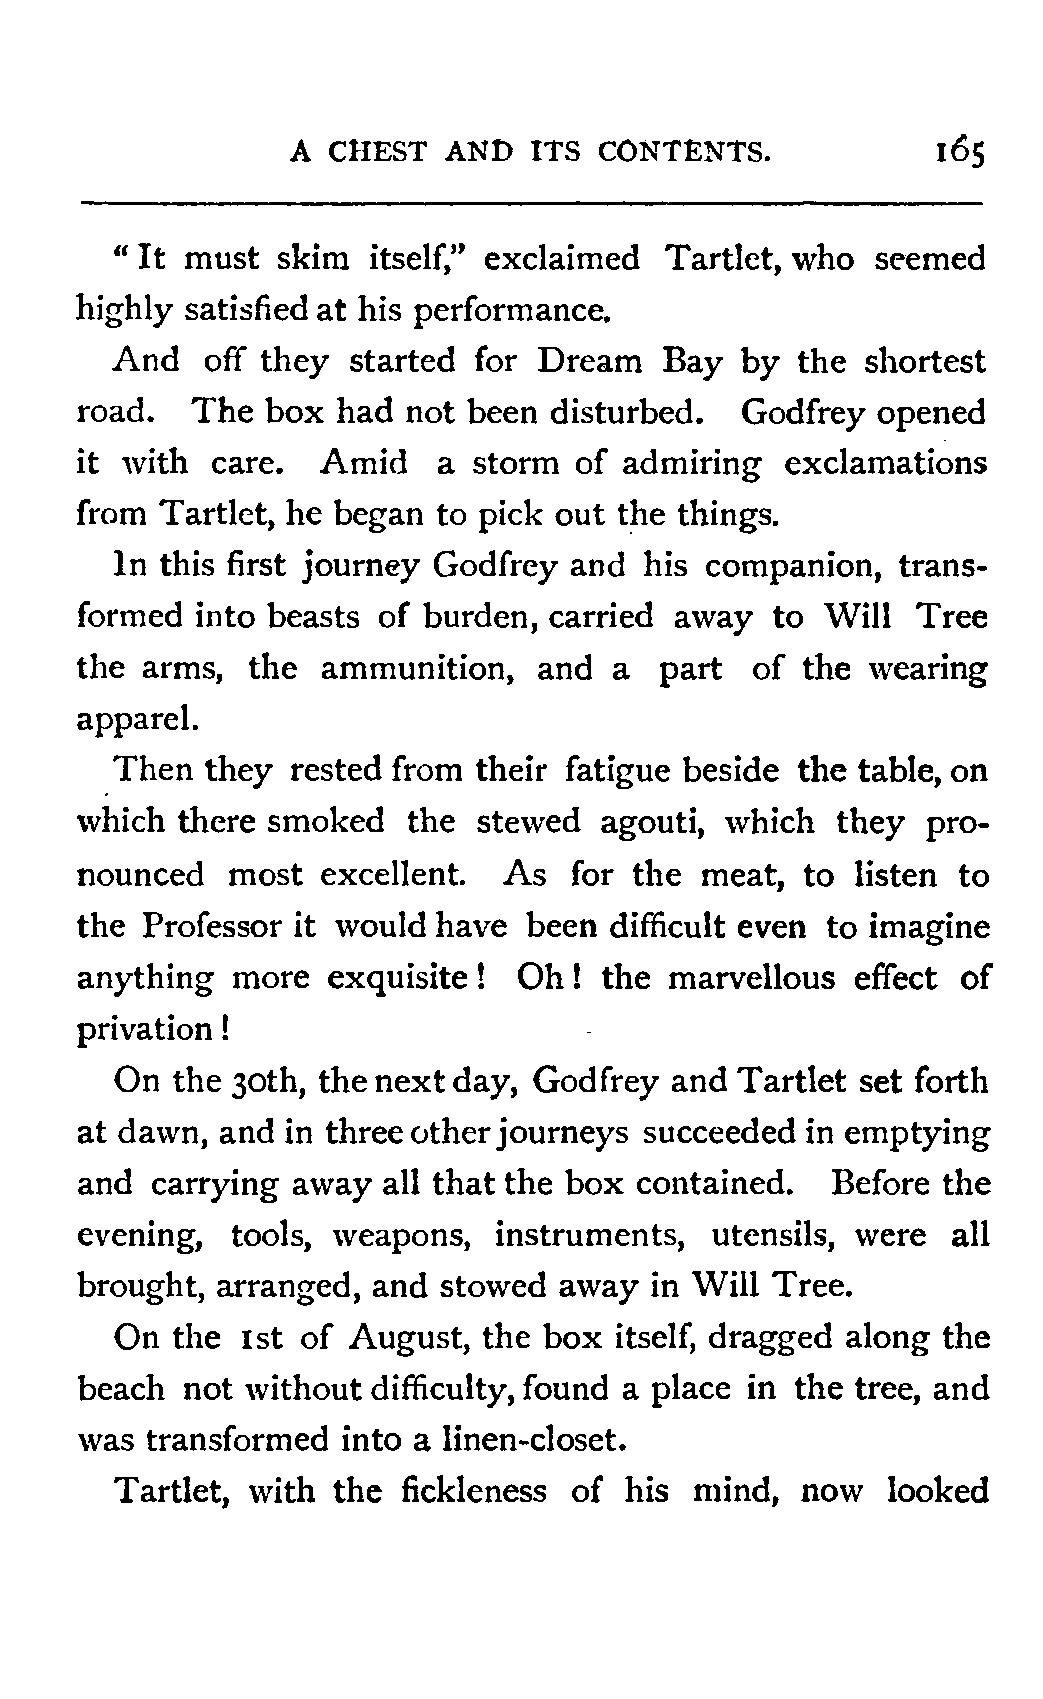 A CHEST AND ITS CONTENTS. 165
“ It must skim itself,” exclaimed Tartlet, who seemed
highly satisfied at his performance.
And off they started for Dream Bay by the shortest
road. The box had not been disturbed. Godfrey opened
it with care. Amid a storm of admiring exclamations
from Tartlet, he began to pick out the things.
In this first journey Godfrey and his companion, trans-
formed into beasts of burden, carried away to Will Tree
the arms, the ammunition, and a part of the wearing
apparel.
Then they rested from their fatigue beside the table, on
which there smoked the stewed agouti, which they pro-
nounced most excellent. As for the meat, to listen to
the Professor it would have been difficult even to imagine
anything more exquisite ! Oh ! the marvellous effect of
privation !
On the 30th, the next day, Godfrey and Tartlet set forth
at dawn, and in three other journeys succeeded in emptying
and carrying away all that the box contained. Before the
evening, tools, weapons, instruments, utensils, were all
brought, arranged, and stowed away in Will Tree.
On the 1st of August, the box itself, dragged along the
beach not without difficulty, found a place in the tree, and
was transformed into a linen-closet.
Tartlet, with the fickleness of his mind, now looked